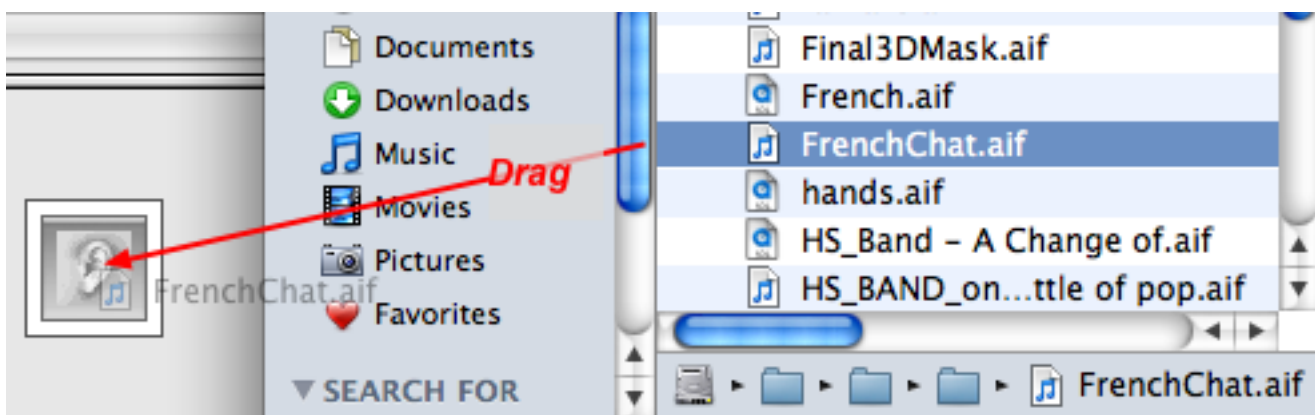 Documents
Downloads
Music
Movies
Pictures
Favorites
SEARCH FOR
Drag
FrenchChat.aif
Final3DMask.aif
French.aif
FrenchChat.aif
hands.aif
HS_Band – A Change of.aif
HS_BAND_on...ttle of pop.aif
FrenchChat.aif